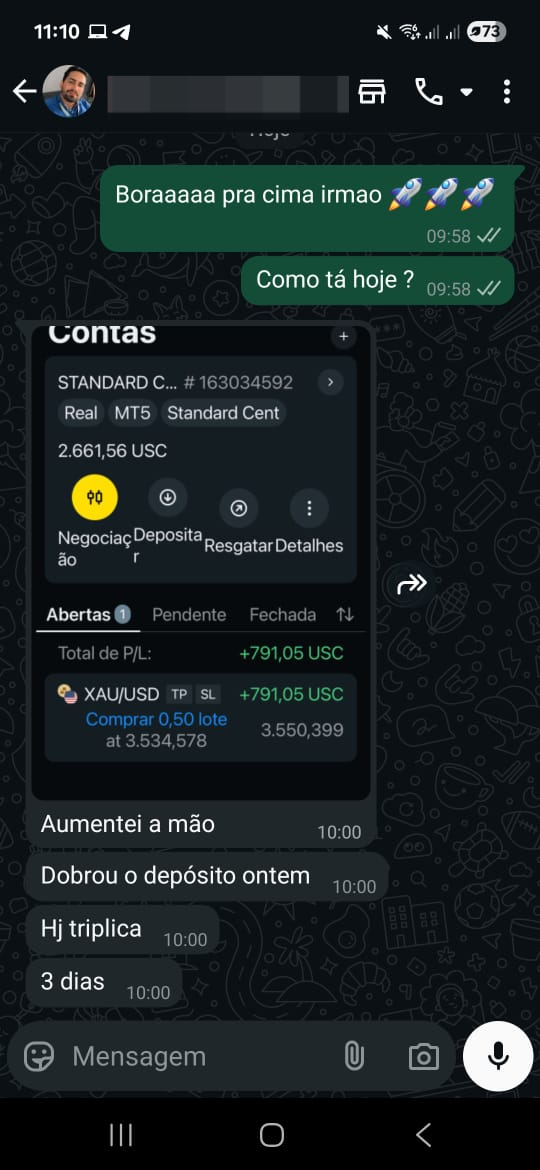 11:10
73
Hoje
Boraaaaa pra cima irmao 🚀🚀🚀
09:58
Como tá hoje ?
09:58
Contas
+
STANDARD C... # 163034592
Real MT5 Standard Cent
2.661,56 USC
Negociaç
ão
Deposita
r
Resgatar
Detalhes
Abertas 1 Pendente Fechada
Total de P/L: +791,05 USC
XAU/USD TP SL +791,05 USC
Comprar 0,50 lote
at 3.534,578
3.550,399
Aumentei a mão
10:00
Dobrou o depósito ontem
10:00
Hj triplica
10:00
3 dias
10:00
Mensagem